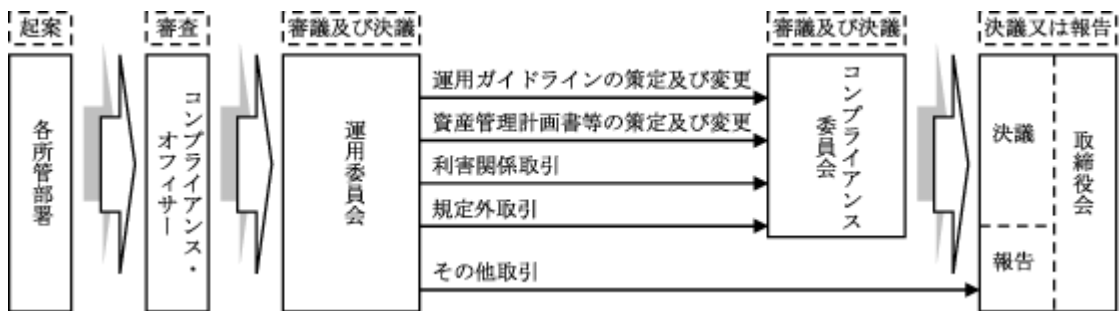 起案
審査
審議及び決議
審議及び決議
決議又は報告
各所管部署
コンプライアンス・
オフィサー
運用委員会
運用ガイドラインの策定及び変更
資産管理計画書等の策定及び変更
利害関係取引
規定外取引
その他取引
コンプライアンス
委員会
決議
報告
取締役会